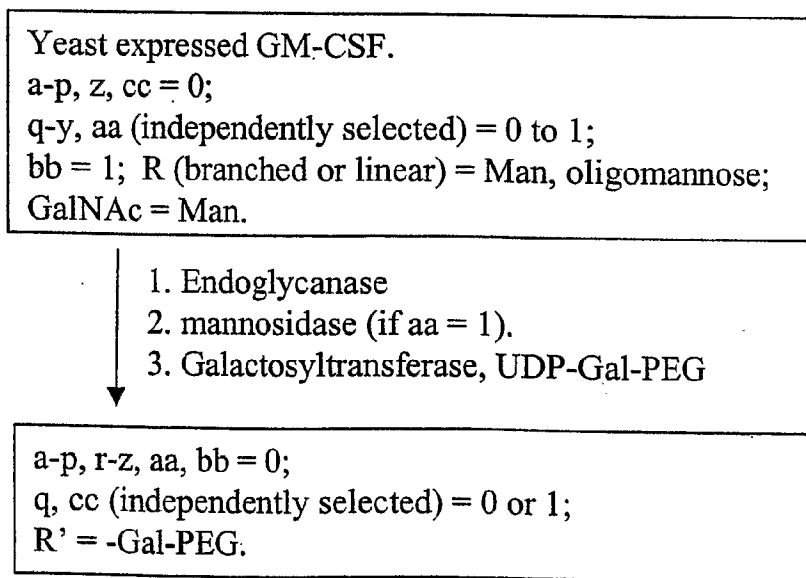 Yeast expressed GM-CSF.
a-p, z, cc = 0;
q-y, aa (independently selected) = 0 to 1;
bb = 1; R (branched or linear) = Man, oligomannose;
GalNAc = Man.
1. Endoglycanase
2. mannosidase (if aa = 1).
3. Galactosyltransferase, UDP-Gal-PEG
a-p, r-z, aa, bb = 0;
q, cc (independently selected) = 0 or 1;
R’ = -Gal-PEG.